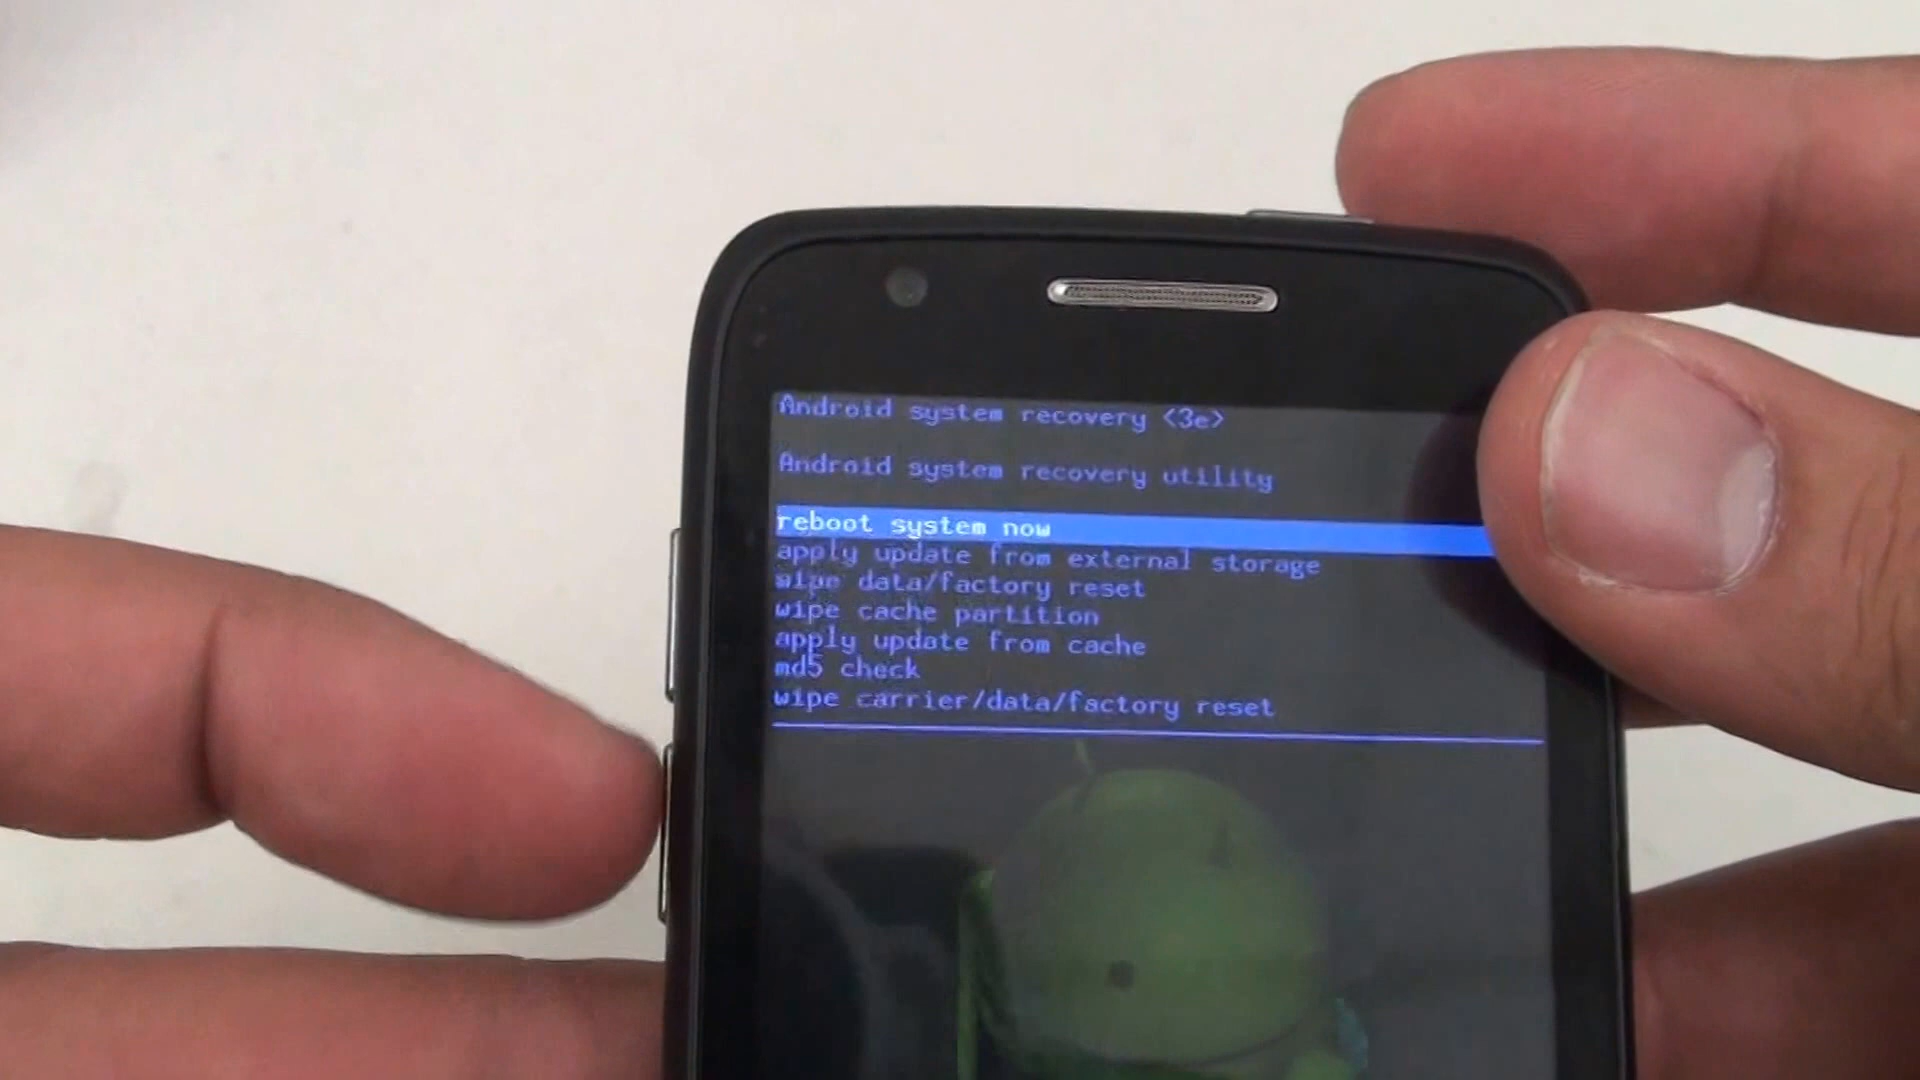 Android system recovery <3e>
Android system recovery utility
reboot system now
apply update from external storage
wipe data/factory reset
wipe cache partition
apply update from cache
md5 check
wipe carrier/data/factory reset